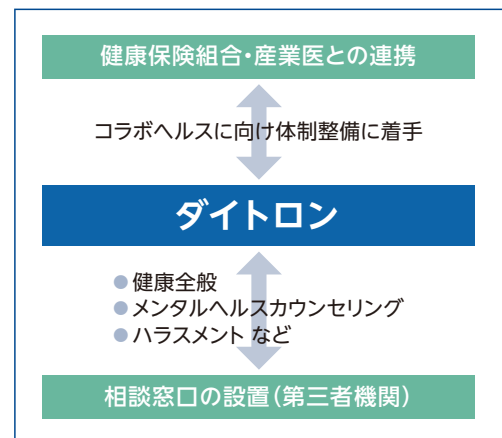 健康保険組合・産業医との連携
コラボヘルスに向け体制整備に着手
ダイトロン
●健康全般
●メンタルヘルスカウンセリング
●ハラスメント など
相談窓口の設置（第三者機関）